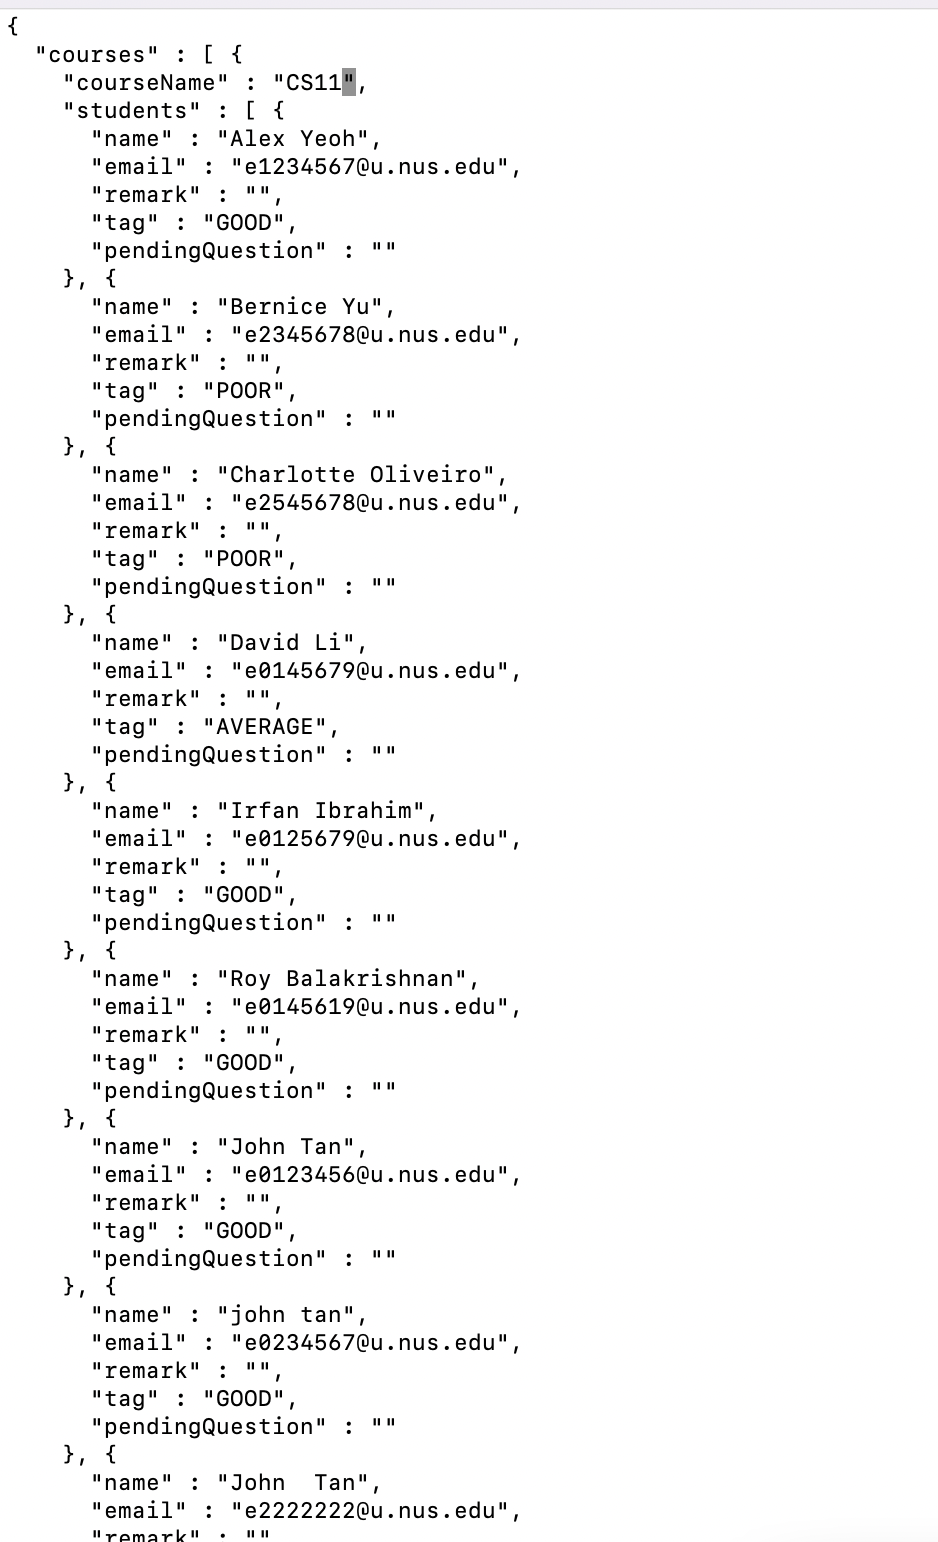 {
  "courses" : [ {
    "courseName" : "CS11",
    "students" : [ {
      "name" : "Alex Yeoh",
      "email" : "e1234567@u.nus.edu",
      "remark" : "",
      "tag" : "GOOD",
      "pendingQuestion" : ""
    }, {
      "name" : "Bernice Yu",
      "email" : "e2345678@u.nus.edu",
      "remark" : "",
      "tag" : "POOR",
      "pendingQuestion" : ""
    }, {
      "name" : "Charlotte Oliveiro",
      "email" : "e2545678@u.nus.edu",
      "remark" : "",
      "tag" : "POOR",
      "pendingQuestion" : ""
    }, {
      "name" : "David Li",
      "email" : "e0145679@u.nus.edu",
      "remark" : "",
      "tag" : "AVERAGE",
      "pendingQuestion" : ""
    }, {
      "name" : "Irfan Ibrahim",
      "email" : "e0125679@u.nus.edu",
      "remark" : "",
      "tag" : "GOOD",
      "pendingQuestion" : ""
    }, {
      "name" : "Roy Balakrishnan",
      "email" : "e0145619@u.nus.edu",
      "remark" : "",
      "tag" : "GOOD",
      "pendingQuestion" : ""
    }, {
      "name" : "John Tan",
      "email" : "e0123456@u.nus.edu",
      "remark" : "",
      "tag" : "GOOD",
      "pendingQuestion" : ""
    }, {
      "name" : "john tan",
      "email" : "e0234567@u.nus.edu",
      "remark" : "",
      "tag" : "GOOD",
      "pendingQuestion" : ""
    }, {
      "name" : "John  Tan",
      "email" : "e2222222@u.nus.edu",
      "remark" : ""